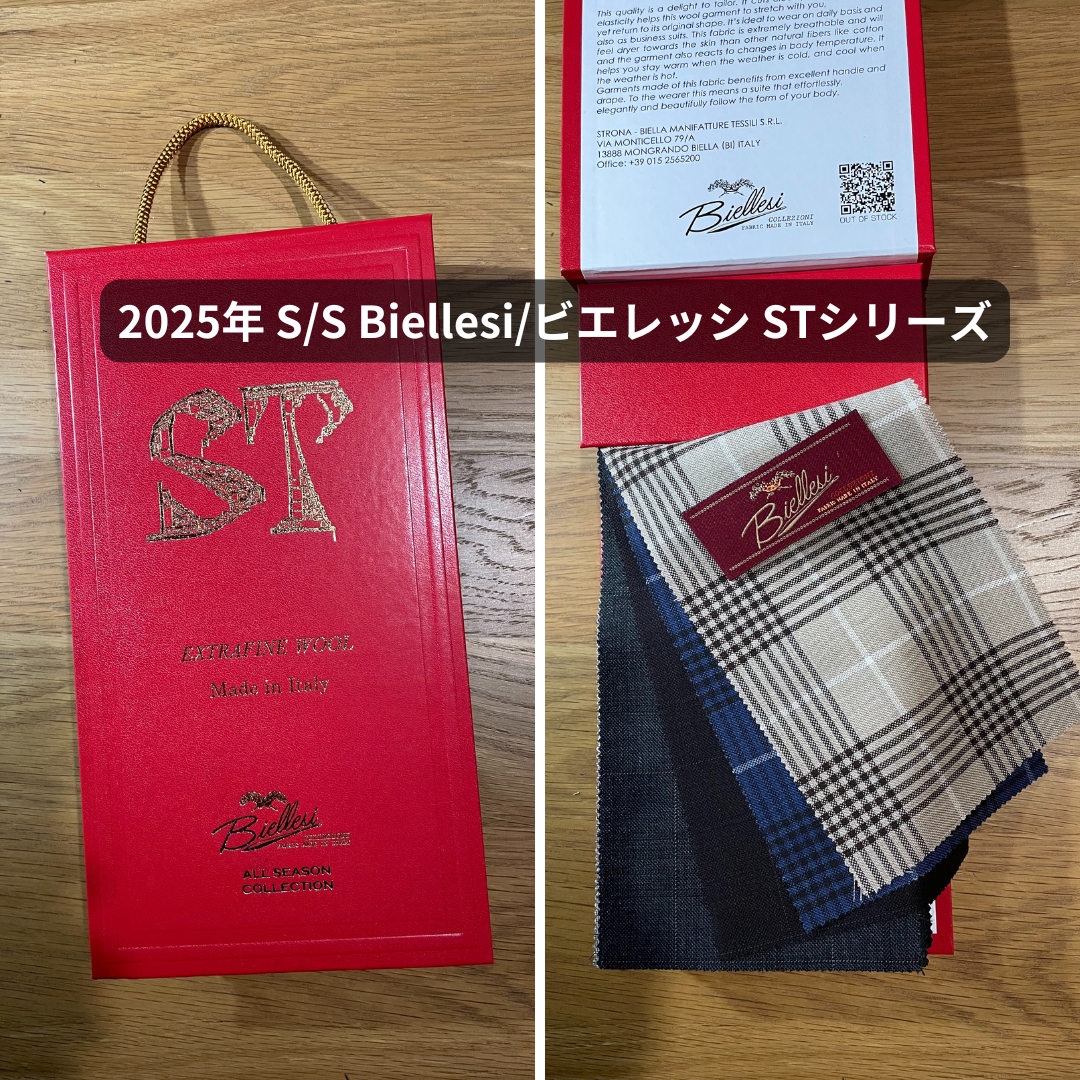 ST
EXTRAFINE WOOL
Made in Italy
Biellesi
ALL SEASON
COLLECTION
This quality is a delight to tailor. It cuts
elasticity helps this wool garment to stretch with you,
yet return to its original shape. It's ideal to wear on daily basis and
also as business suits. This fabric is extremely breathable and will
feel dryer towards the skin than other natural fibers like cotton
and the garment also reacts to changes in body temperature. It
helps you stay warm when the weather is cold, and cool when
the weather is hot.
Garments made of this fabric benefits from excellent handle and
drape. To the wearer this means a suite that effortlessly,
elegantly and beautifully follow the form of your body.
STRONA - BIELLA MANIFATTURE TESSILI S.R.L.
VIA MONTICELLO 79/A
13888 MONGRANDO BIELLA (BI) ITALY
Office: +39 015 2565200
Biellesi
COLLEZIONI
FABRIC MADE IN ITALY
OUT OF STOCK
2025年 S/S Biellesi/ビエレッシ STシリーズ
Biellesi
FABRIC MADE IN ITALY